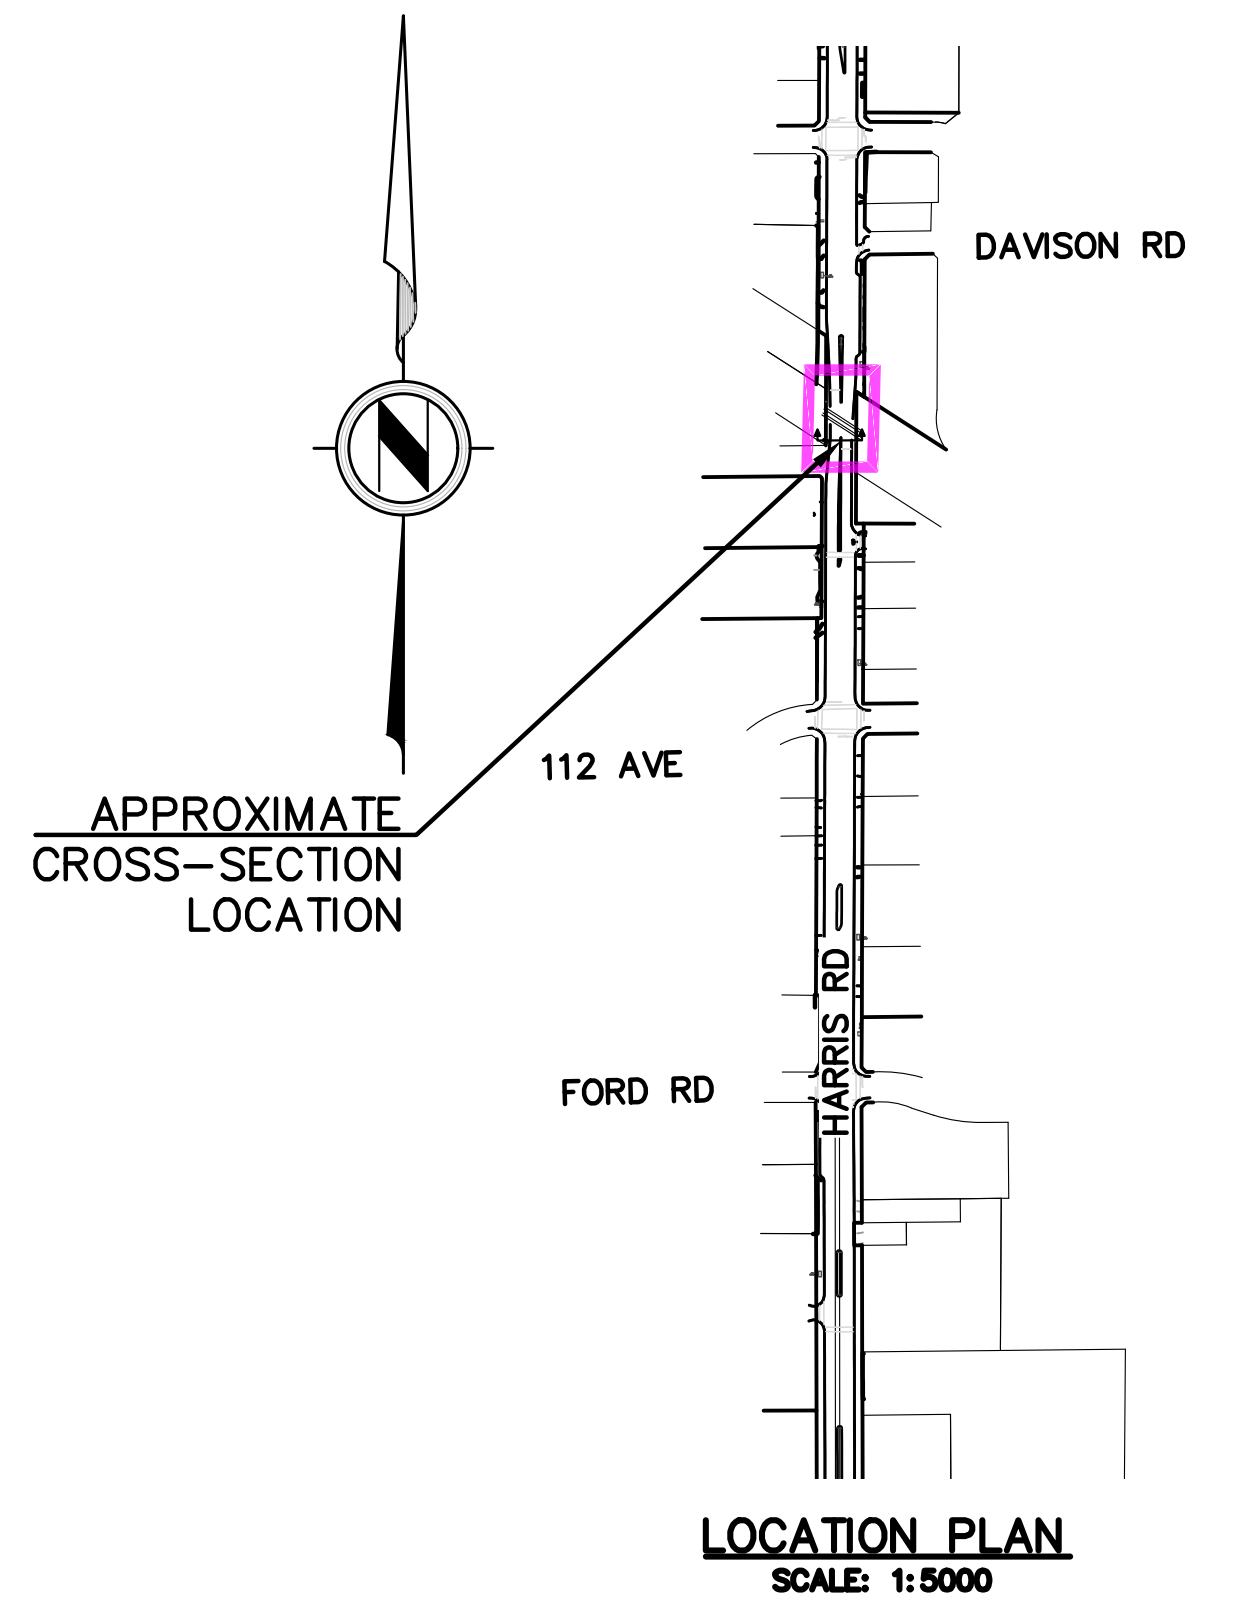 N
DAVISON RD
112 AVE
APPROXIMATE
CROSS-SECTION
LOCATION
HARRIS RD
FORD RD
LOCATION PLAN
SCALE: 1:5000